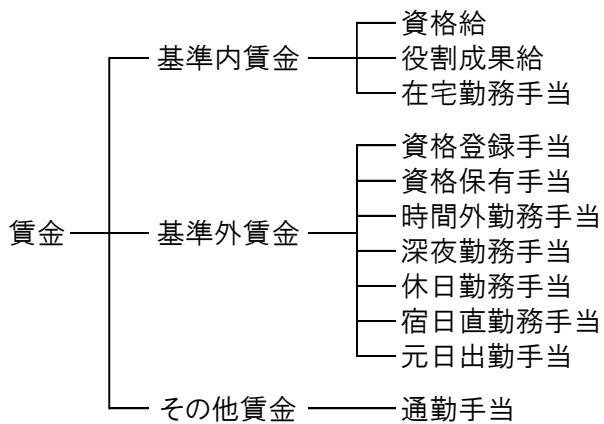 賃金
基準内賃金
資格給
役割成果給
在宅勤務手当
基準外賃金
資格登録手当
資格保有手当
時間外勤務手当
深夜勤務手当
休日勤務手当
宿日直勤務手当
元日出勤手当
その他賃金
通勤手当